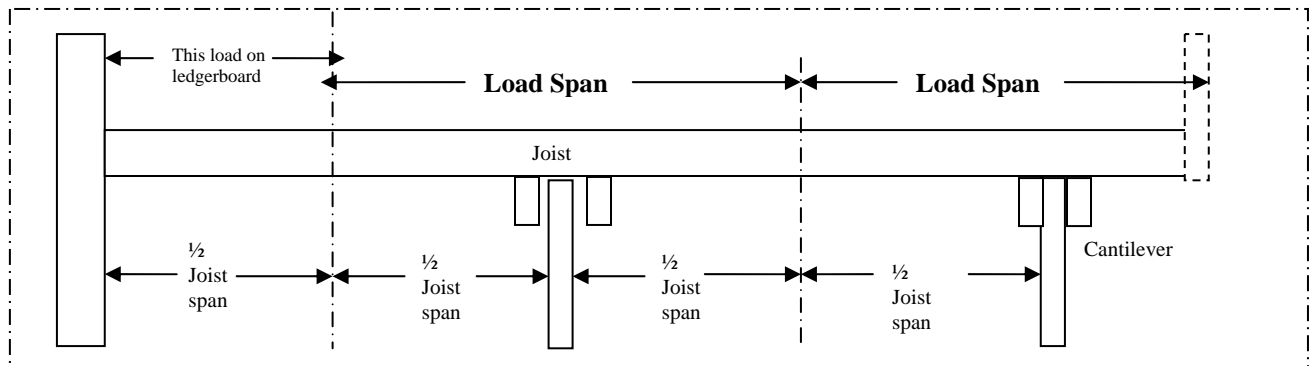 This load on
ledgerboard
Load Span
Load Span
Joist
½
Joist
span
½
Joist
span
½
Joist
span
½
Joist
span
Cantilever